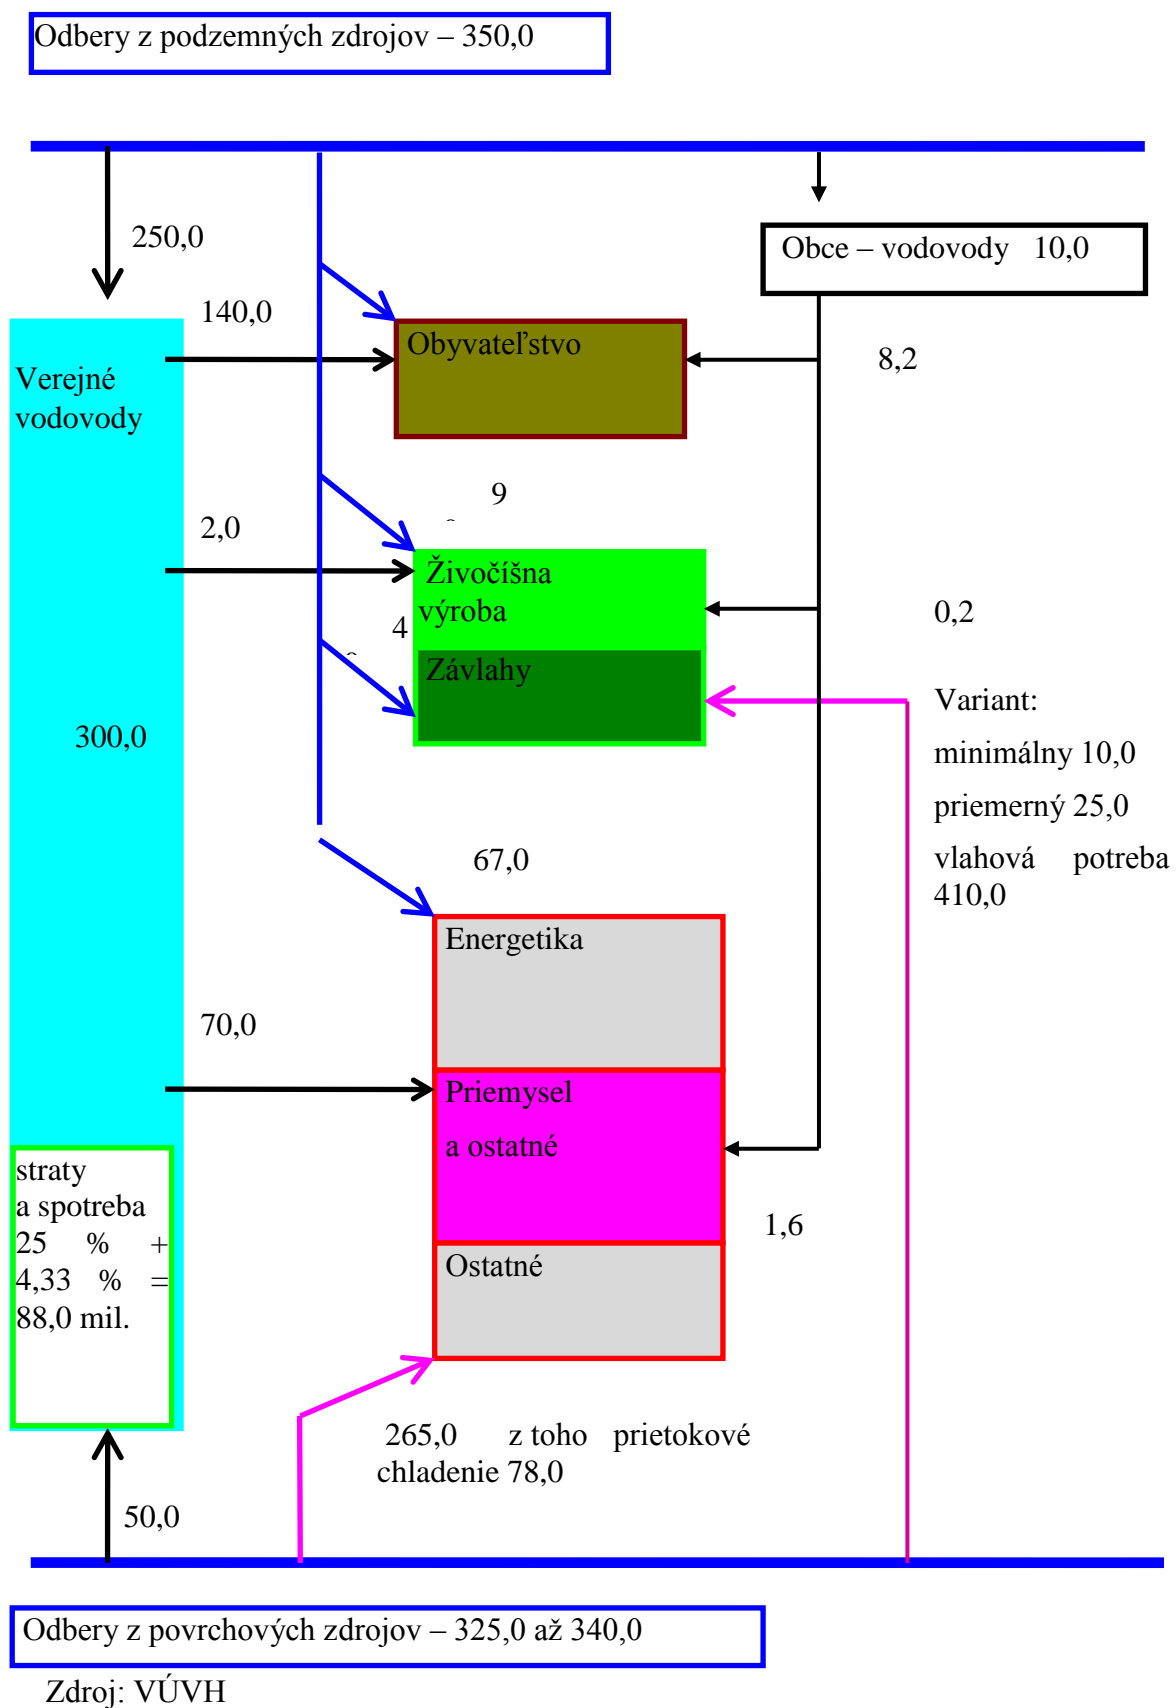 Odbery z podzemných zdrojov – 350,0
250,0
Obce – vodovody 10,0
140,0
Obyvateľstvo
8,2
Verejné
vodovody
9
2,0
Živočíšna
výroba
0,2
4
Závlahy
Variant:
300,0
minimálny 10,0
priemerný 25,0
vlahová potreba
410,0
67,0
Energetika
70,0
Priemysel
a ostatné
straty
a spotreba
25 % +
4,33 % =
88,0 mil.
1,6
Ostatné
265,0 z toho prietokové
chladenie 78,0
50,0
Odbery z povrchových zdrojov – 325,0 až 340,0
Zdroj: VÚVH